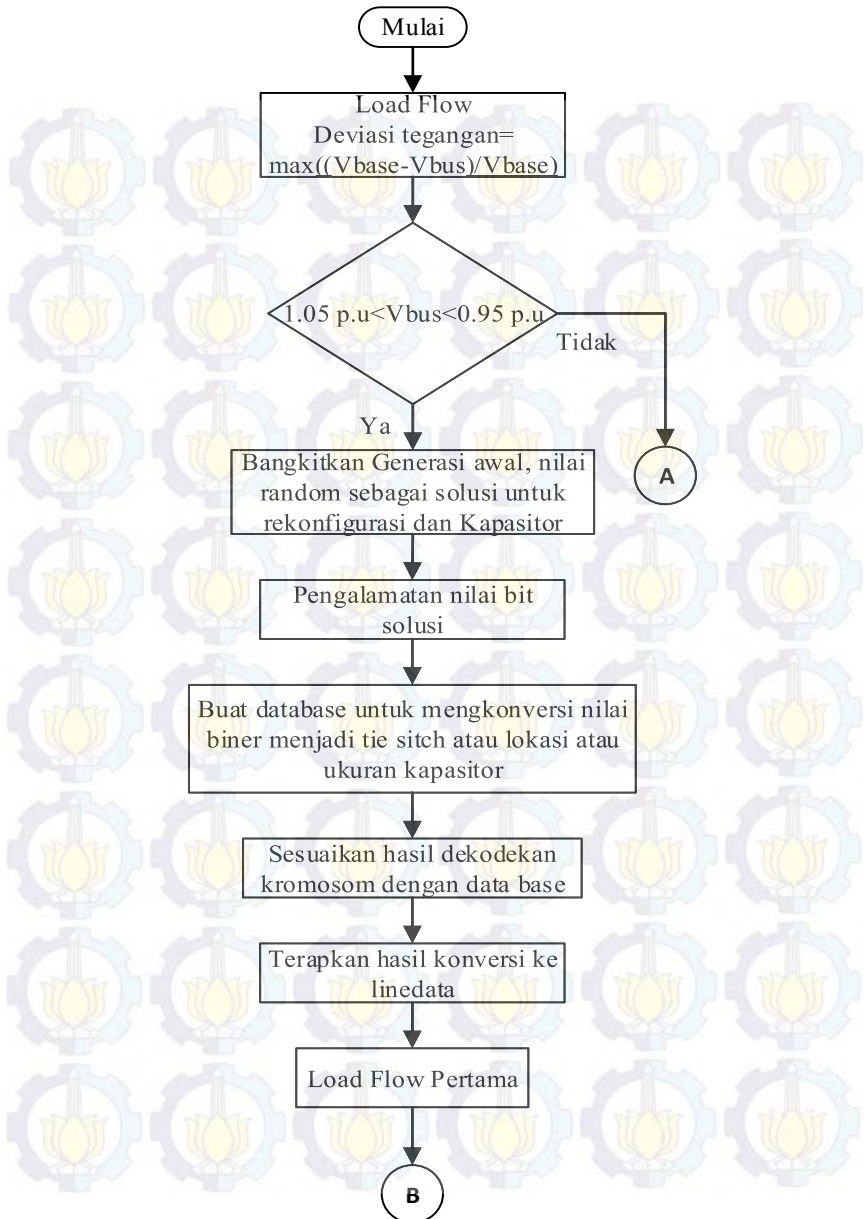 Mulai
Load Flow
Deviasi tegangan=
max((Vbase-Vbus)/Vbase)
1.05 p.u<Vbus<0.95 p.u
Tidak
Ya
A
Bangkitkan Generasi awal, nilai
random sebagai solusi untuk
rekonfigurasi dan Kapasitor
Pengalamatan nilai bit
solusi
Buat database untuk mengkonversi nilai
biner menjadi tie sitch atau lokasi atau
ukuran kapasitor
Sesuaikan hasil dekodekan
kromosom dengan data base
Terapkan hasil konversi ke
linedata
Load Flow Pertama
B